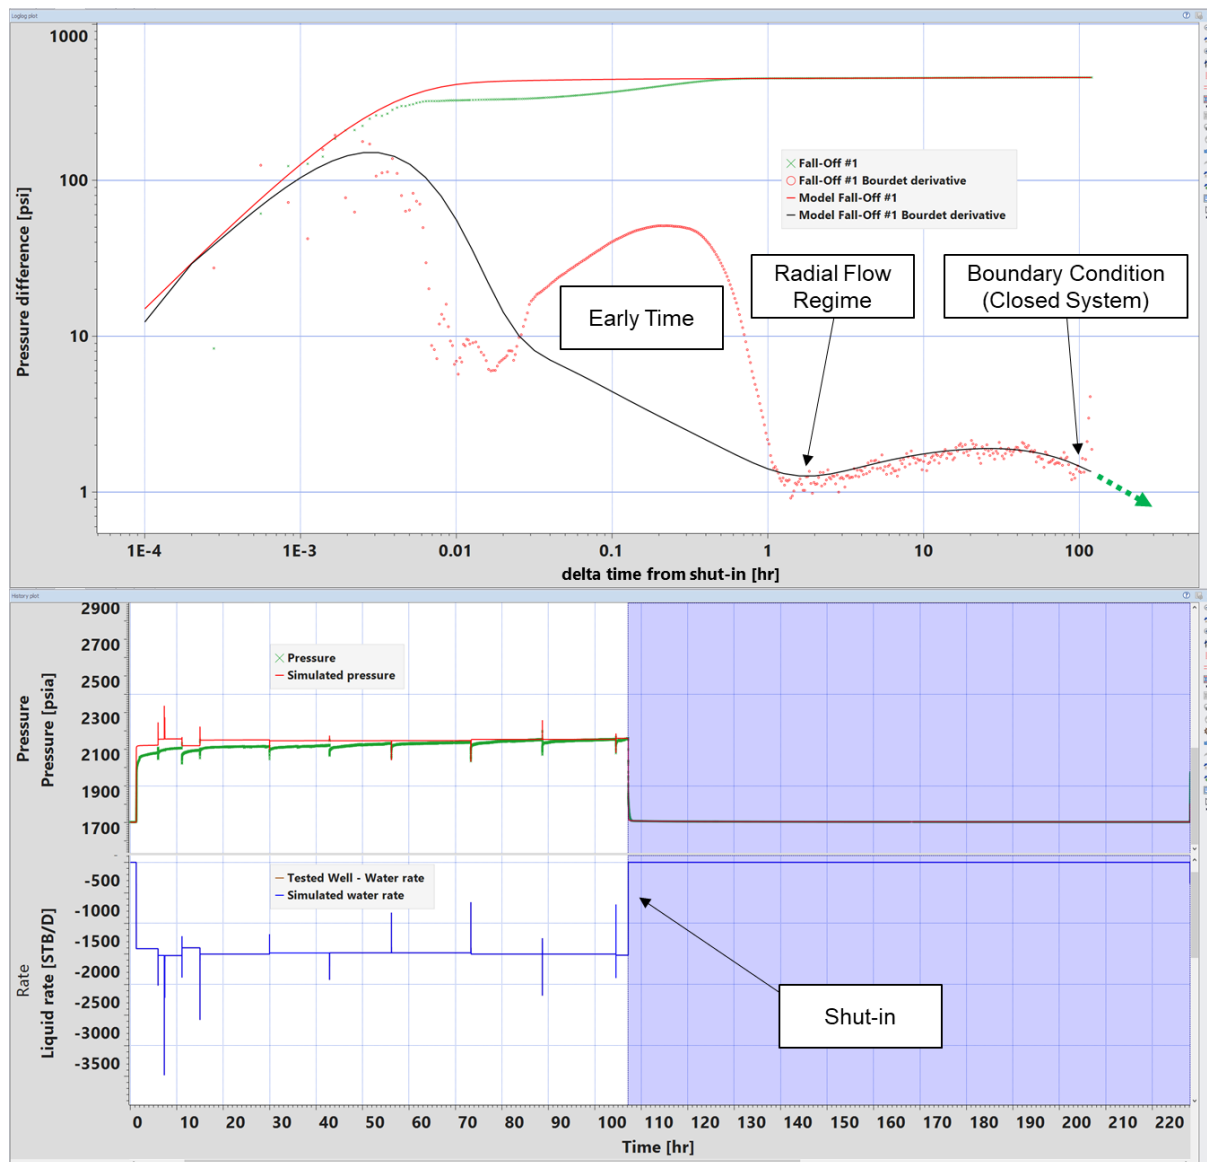 Loglog plot
1000
100
10
1
Pressure difference [psi]
Fall-Off #1
Fall-Off #1 Bourdet derivative
Model Fall-Off #1
Model Fall-Off #1 Bourdet derivative
Early Time
Radial Flow
Regime
Boundary Condition
(Closed System)
1E-4
1E-3
0.01
0.1
1
10
100
delta time from shut-in [hr]
History plot
2900
2700
2500
2300
2100
1900
1700
Pressure
Pressure [psia]
Pressure
Simulated pressure
-500
-1000
-1500
-2000
-2500
-3000
-3500
Rate
Liquid rate [STB/D]
Tested Well - Water rate
Simulated water rate
Shut-in
0 10 20 30 40 50 60 70 80 90 100 110 120 130 140 150 160 170 180 190 200 210 220
Time [hr]